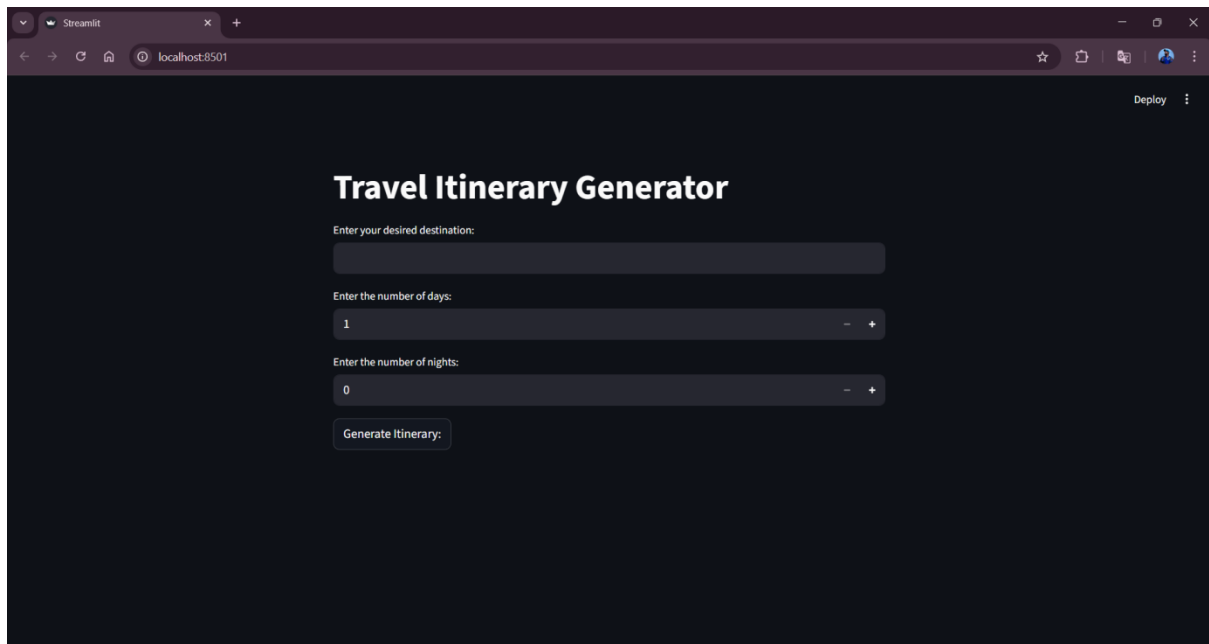 Streamlit
localhost:8501
Deploy
Travel Itinerary Generator
Enter your desired destination:
Enter the number of days:
1
Enter the number of nights:
0
Generate Itinerary: